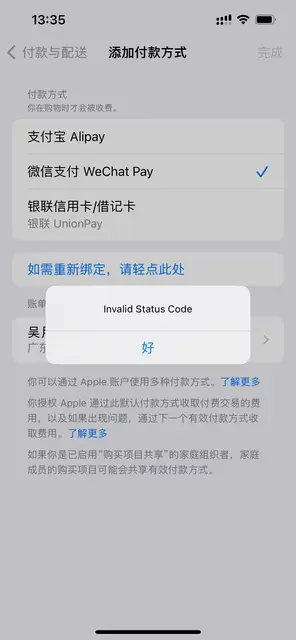 13:35
付款与配送
添加付款方式
完成
付款方式
你在购物时才会被收费。
支付宝 Alipay
微信支付 WeChat Pay
银联信用卡/借记卡
银联 UnionPay
如需重新绑定，请轻点此处
账单
Invalid Status Code
吴
广东
好
你可以通过 Apple 账户使用多种付款方式。了解更多
你授权 Apple 通过此默认付款方式收取付费交易的费
用，以及如果出现问题，通过下一个有效付款方式收
取费用。了解更多
如果你是已启用“购买项目共享”的家庭组织者，家庭
成员的购买项目可能会共享有效付款方式。